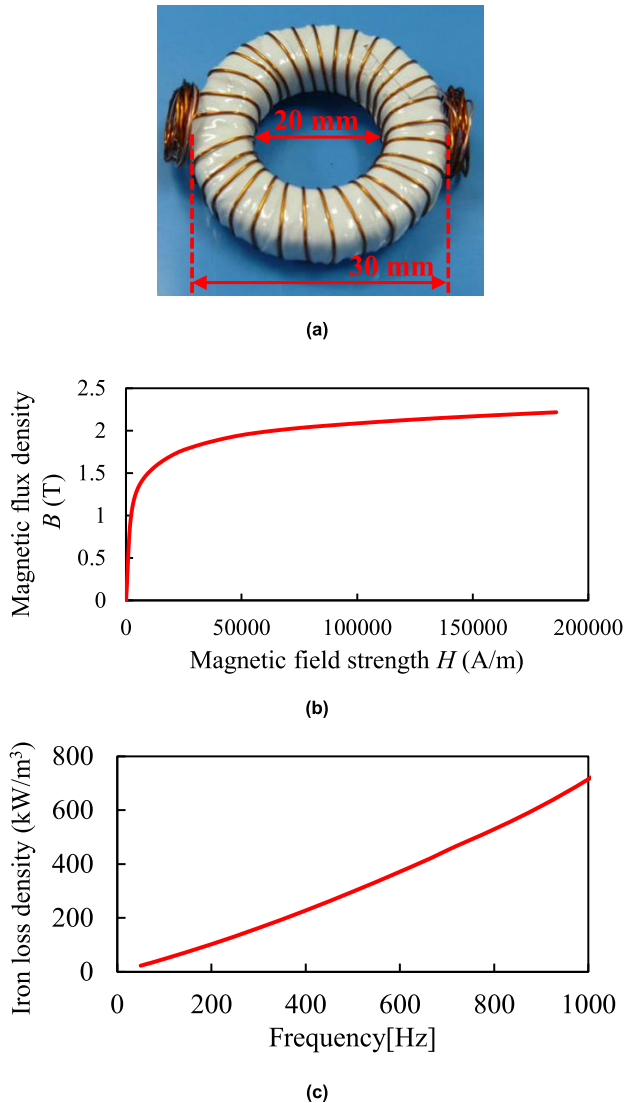 20 mm
30 mm
(a)
Magnetic flux density
B (T)
2.5
2
1.5
1
0.5
0
0 50000 100000 150000 200000
Magnetic field strength H (A/m)
(b)
Iron loss density (kW/m³)
800
600
400
200
0
0 200 400 600 800 1000
Frequency[Hz]
(c)